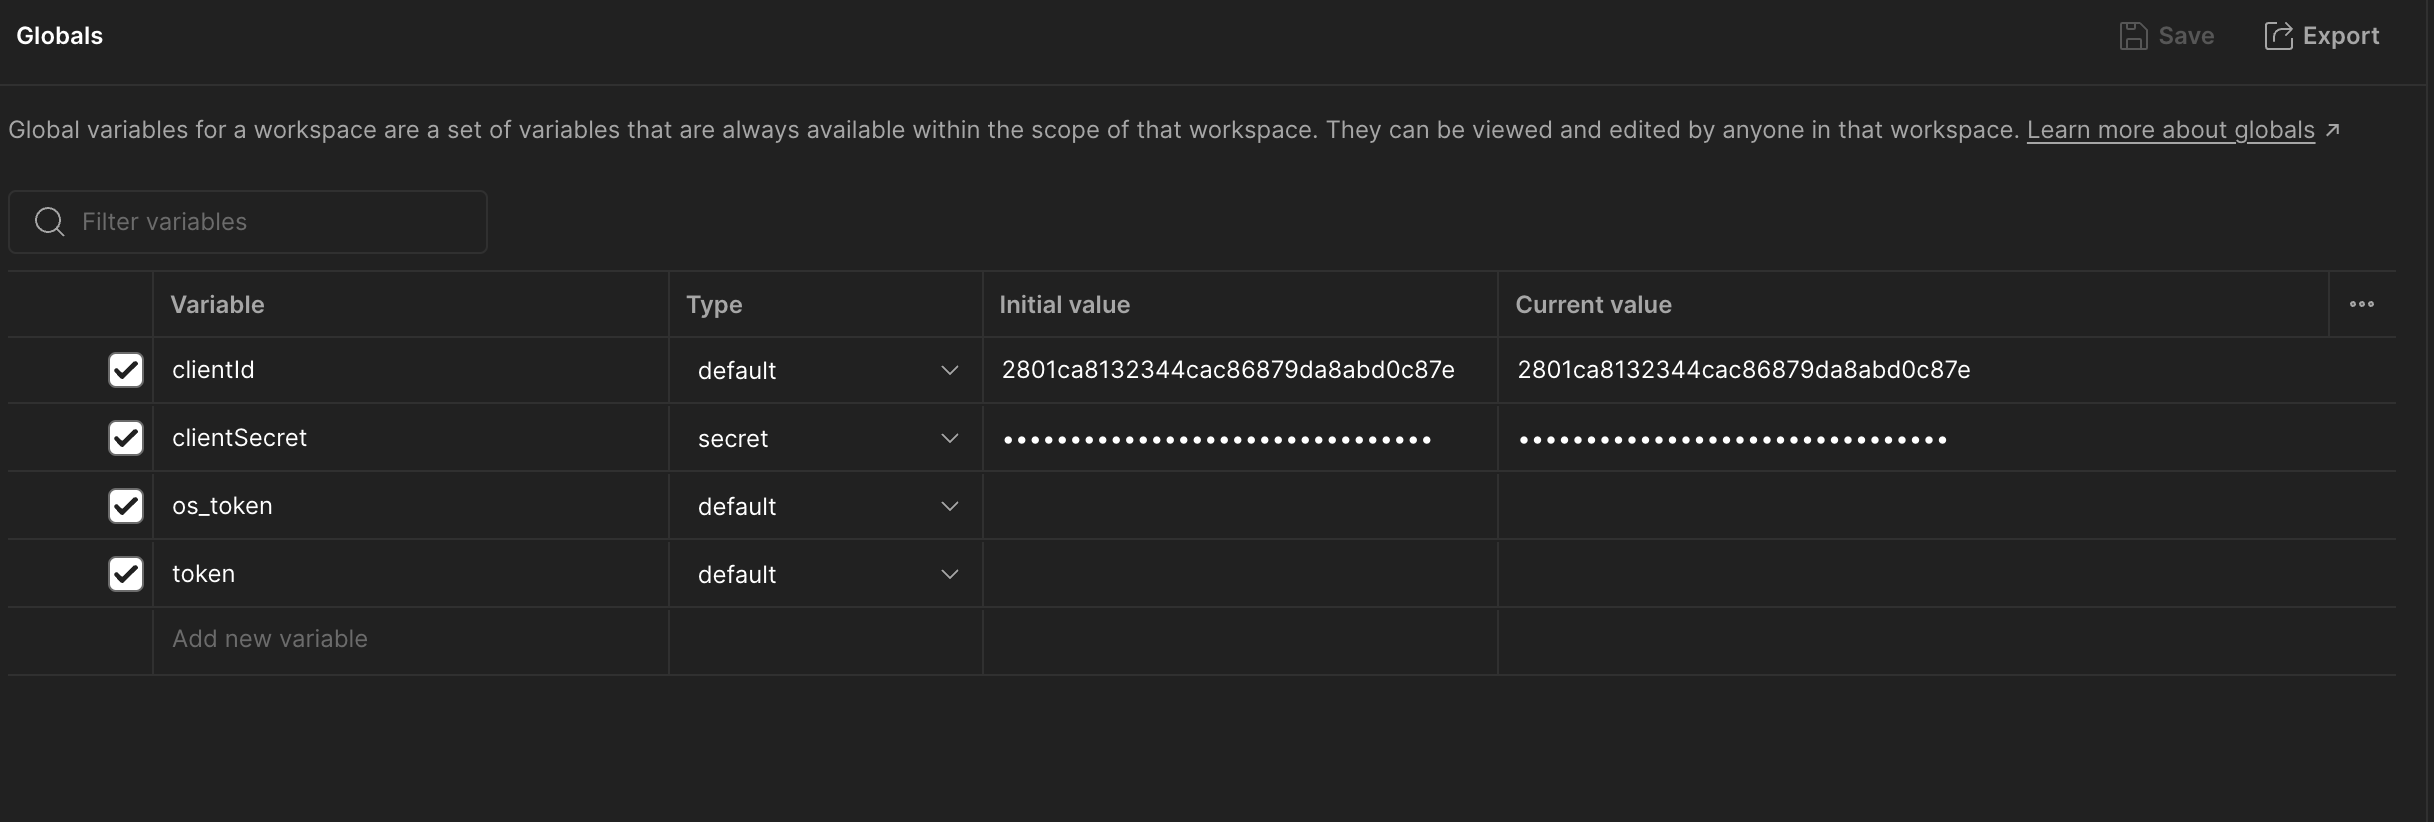 Globals
Save
Export
Global variables for a workspace are a set of variables that are always available within the scope of that workspace. They can be viewed and edited by anyone in that workspace. Learn more about globals ↗
Filter variables
Variable Type Initial value Current value
clientId default 2801ca8132344cac86879da8abd0c87e 2801ca8132344cac86879da8abd0c87e
clientSecret secret •••••••••••••••••••••••••••••••• ••••••••••••••••••••••••••••••••
os_token default
token default
Add new variable